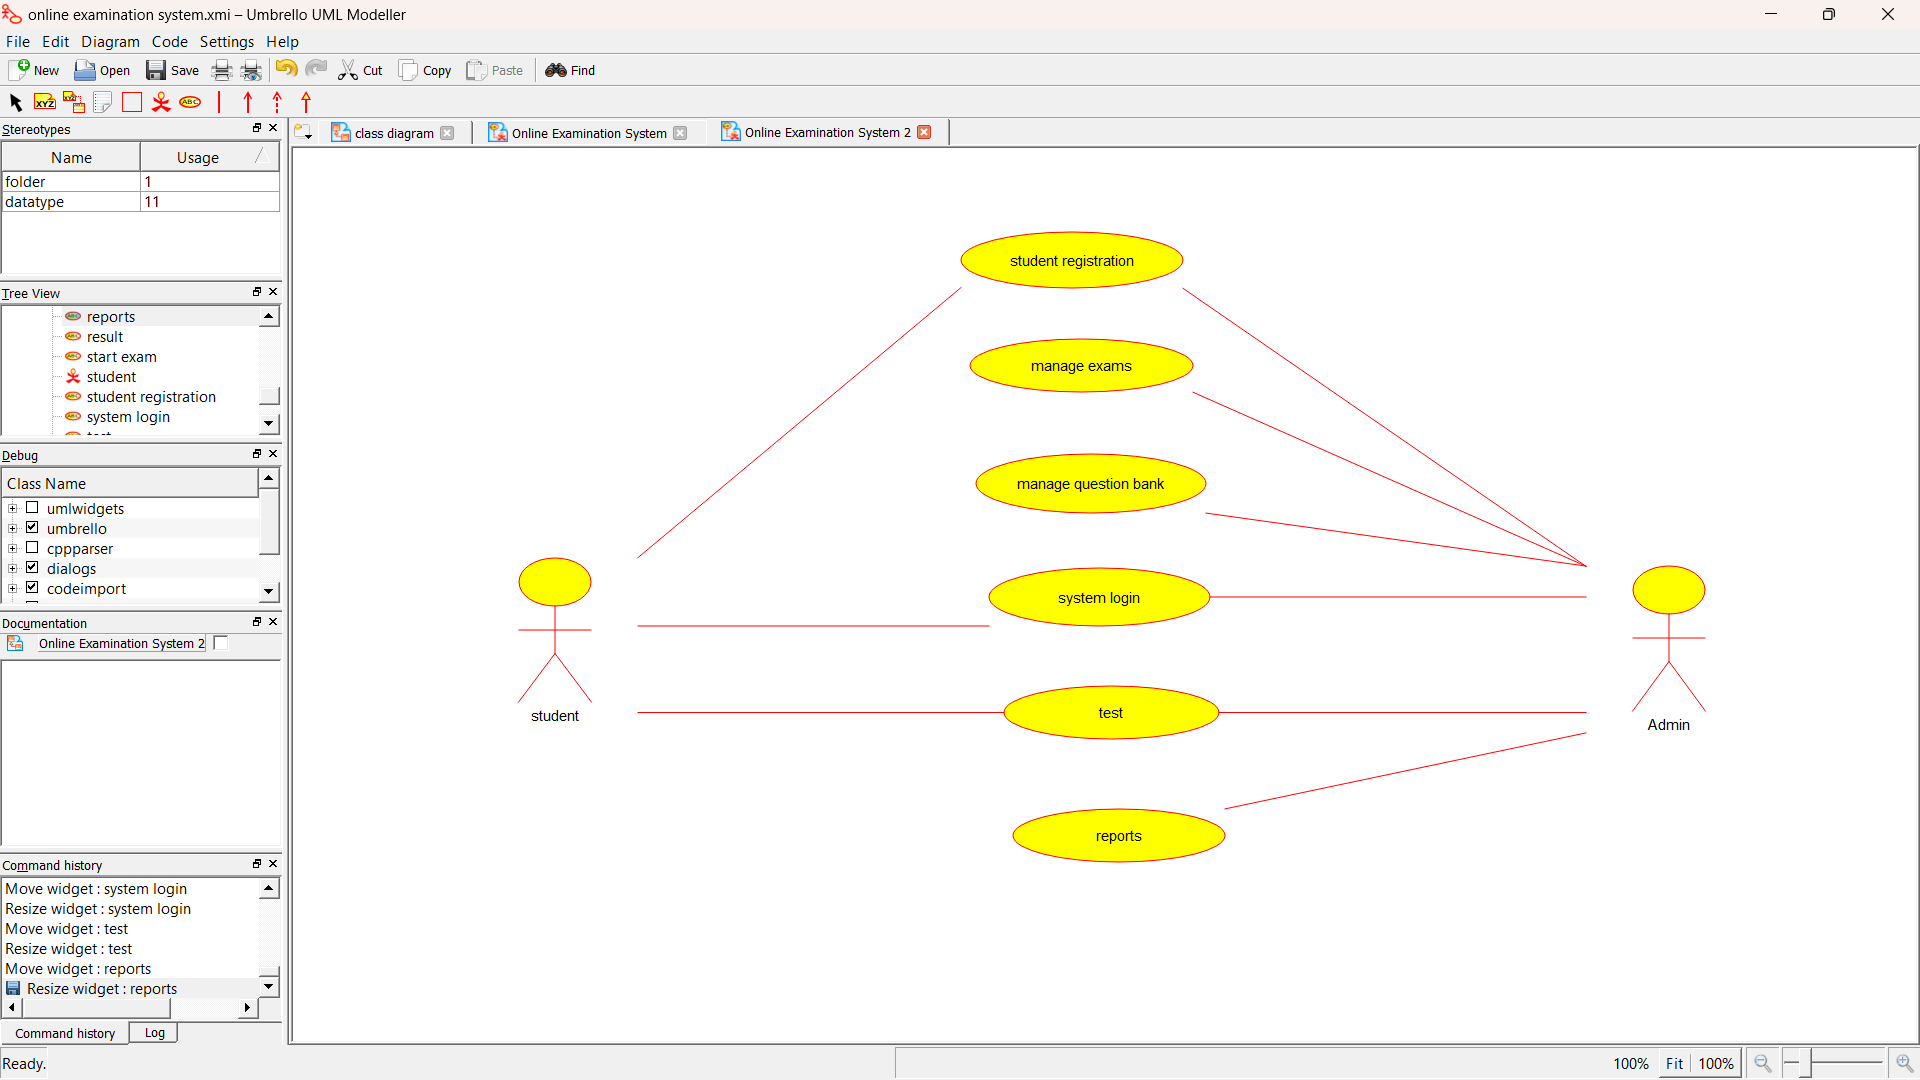 online examination system.xmi – Umbrello UML Modeller
File Edit Diagram Code Settings Help
New Open Save Cut Copy Paste Find
XYZ XYZ ABC
Stereotypes
Name Usage
folder 1
datatype 11
Tree View
reports
result
start exam
student
student registration
system login
Debug
Class Name
umlwidgets
umbrello
cppparser
dialogs
codeimport
Documentation
Online Examination System 2
Command history
Move widget : system login
Resize widget : system login
Move widget : test
Resize widget : test
Move widget : reports
Resize widget : reports
Command history Log
Ready.
class diagram Online Examination System Online Examination System 2
student registration
manage exams
manage question bank
system login
test
reports
student
Admin
100% Fit 100%